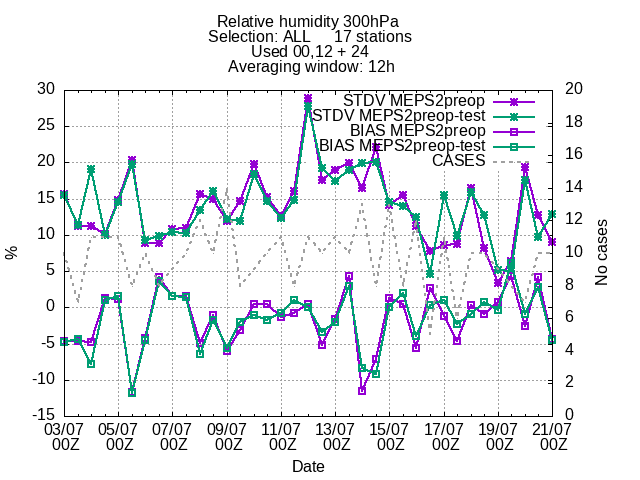 Relative humidity 300hPa
Selection: ALL 17 stations
Used 00,12 + 24
Averaging window: 12h
STDV MEPS2preop
STDV MEPS2preop-test
BIAS MEPS2preop
BIAS MEPS2preop-test
CASES
30
25
20
15
10
5
0
-5
-10
-15
%
20
18
16
14
12
10
8
6
4
2
0
No cases
03/07 05/07 07/07 09/07 11/07 13/07 15/07 17/07 19/07 21/07
00Z 00Z 00Z 00Z 00Z 00Z 00Z 00Z 00Z 00Z
Date